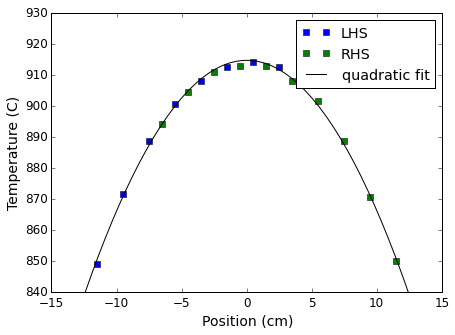 930
920
910
900
890
880
870
860
850
840
Temperature (C)
LHS
RHS
quadratic fit
−15 −10 −5 0 5 10 15
Position (cm)